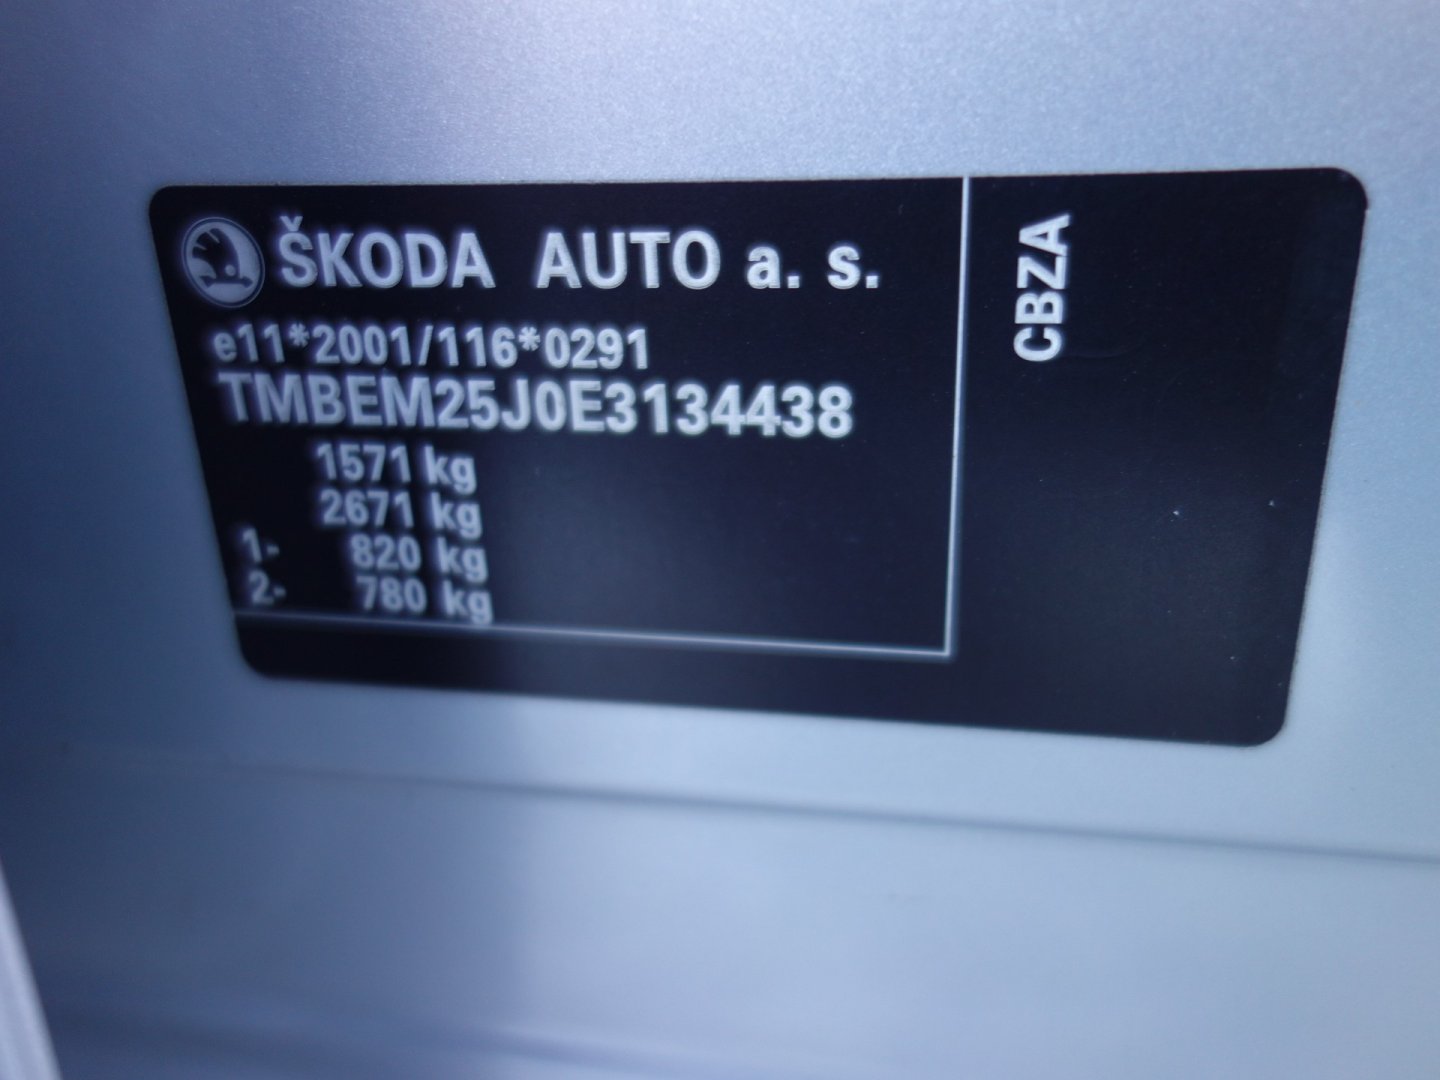 ŠKODA AUTO a. s.
e11*2001/116*0291
TMBEM25J0E3134438
1571 kg
2671 kg
1- 820 kg
2- 780 kg
CBZA